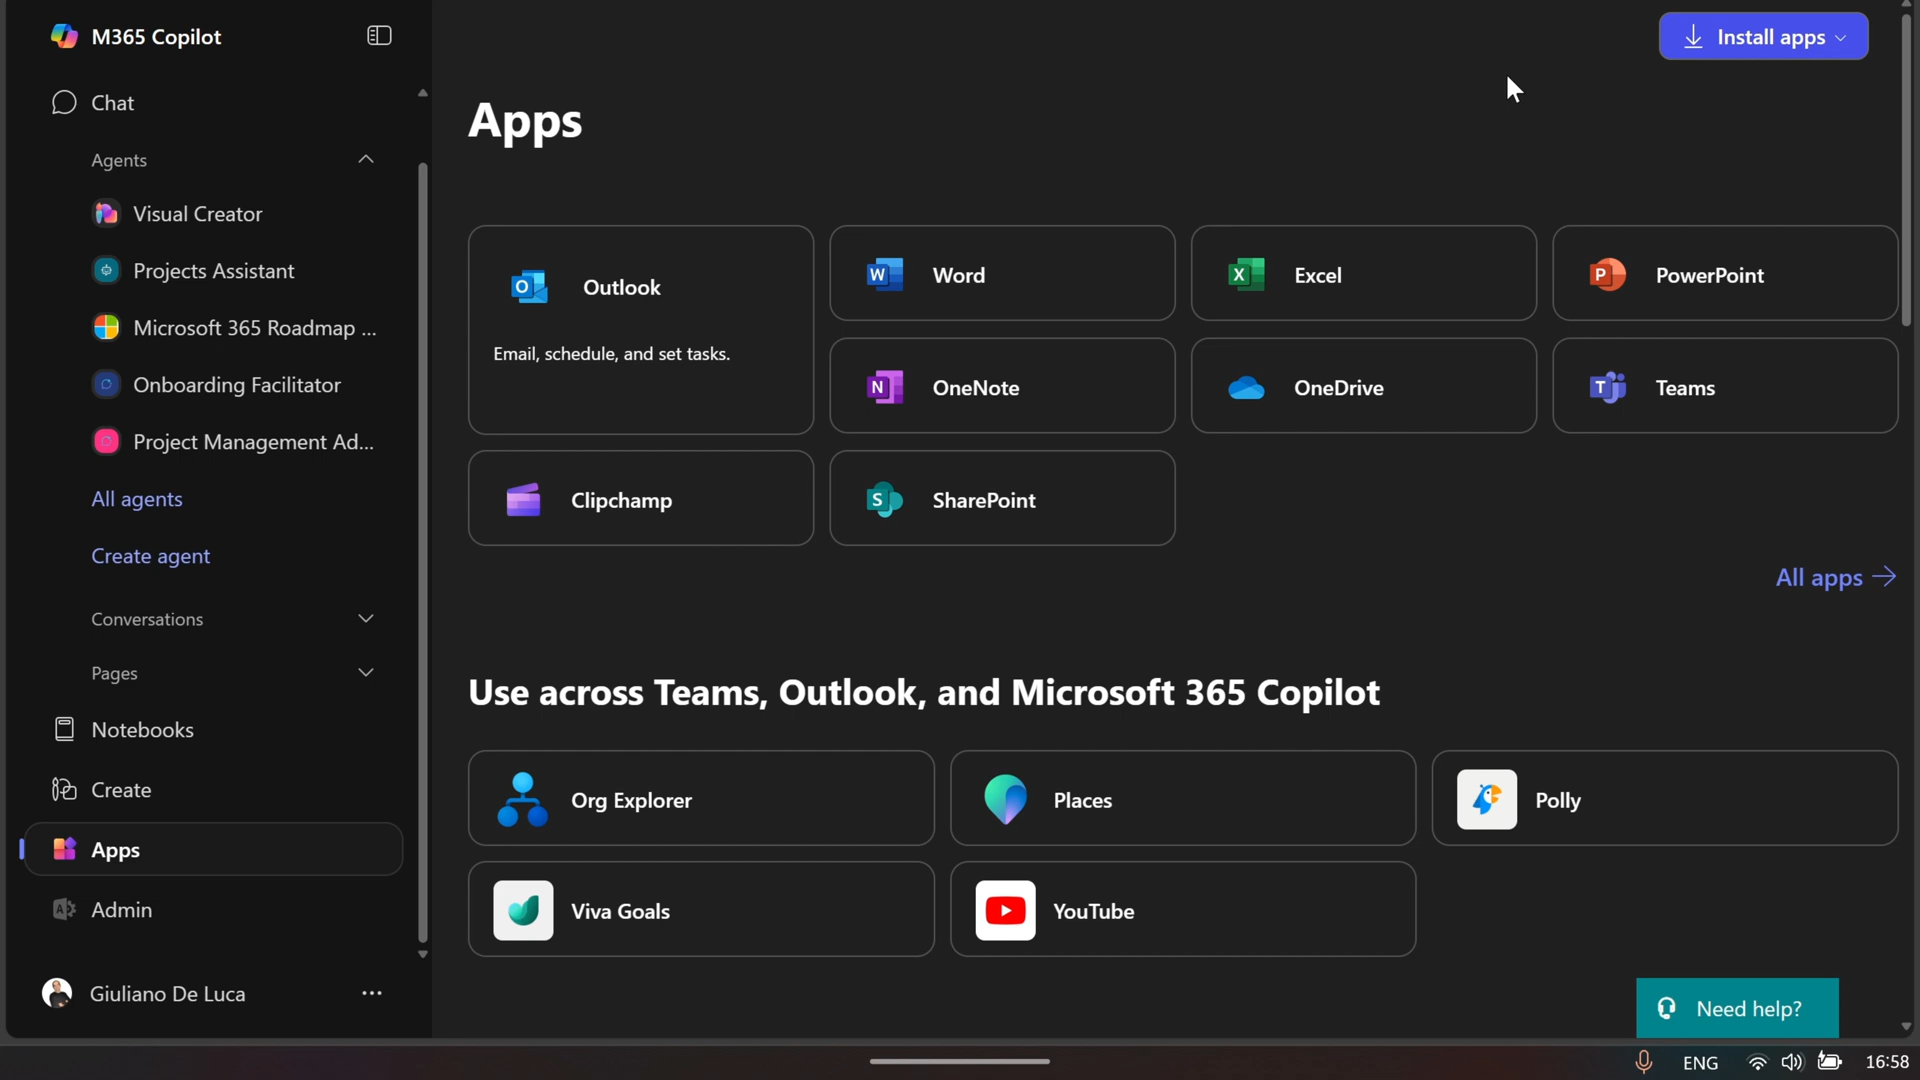 M365 Copilot
Install apps
Chat
Agents
Visual Creator
Projects Assistant
Microsoft 365 Roadmap ...
Onboarding Facilitator
Project Management Ad...
All agents
Create agent
Conversations
Pages
Notebooks
Create
Apps
Admin
Giuliano De Luca
Apps
Outlook
Email, schedule, and set tasks.
Word
Excel
PowerPoint
OneNote
OneDrive
Teams
Clipchamp
SharePoint
All apps
Use across Teams, Outlook, and Microsoft 365 Copilot
Org Explorer
Places
Polly
Viva Goals
YouTube
Need help?
ENG
16:58